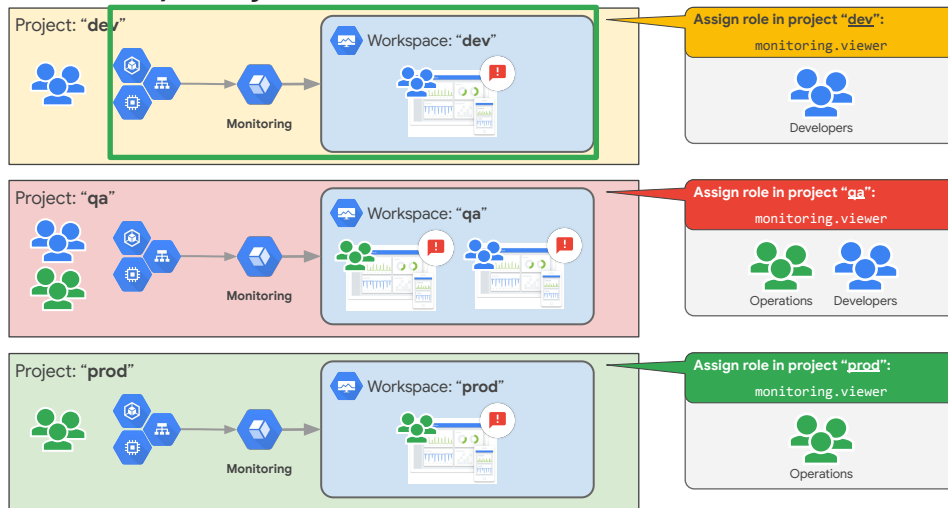 Project: “dev”
Workspace: “dev”
Monitoring
Assign role in project “dev”:
monitoring.viewer
Developers
Project: “qa”
Workspace: “qa”
Monitoring
Assign role in project “qa”:
monitoring.viewer
Operations
Developers
Project: “prod”
Workspace: “prod”
Monitoring
Assign role in project “prod”:
monitoring.viewer
Operations